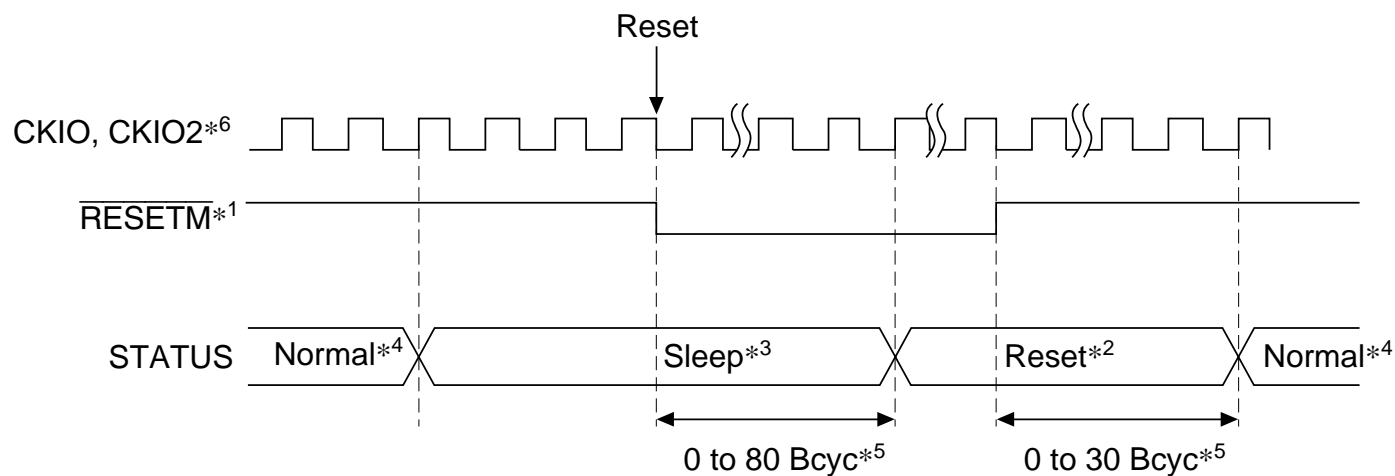 Reset
CKIO, CKIO2*6
RESETM*1
STATUS Normal*4 Sleep*3 Reset*2 Normal*4
0 to 80 Bcyc*5 0 to 30 Bcyc*5